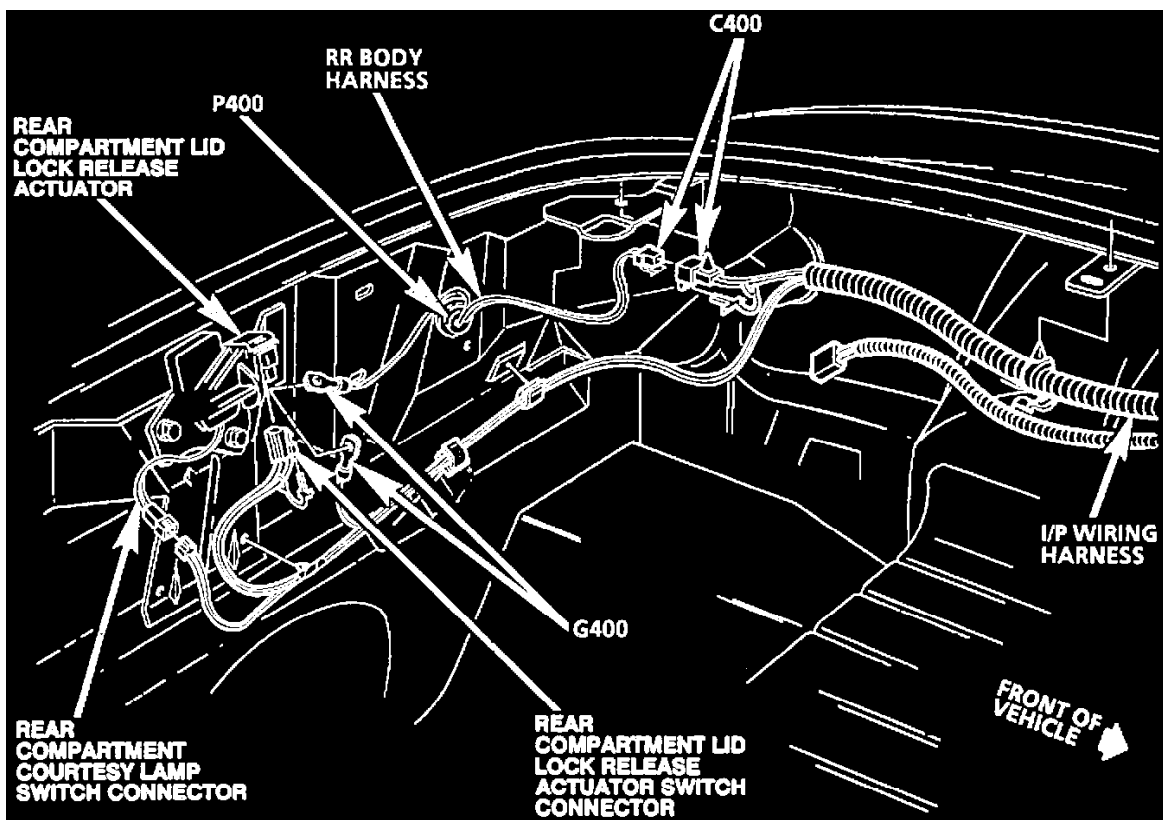 C400
RR BODY
HARNESS
P400
REAR
COMPARTMENT LID
LOCK RELEASE
ACTUATOR
I/P WIRING
HARNESS
G400
FRONT OF
VEHICLE
REAR
COMPARTMENT
COURTESY LAMP
SWITCH CONNECTOR
REAR
COMPARTMENT LID
LOCK RELEASE
ACTUATOR SWITCH
CONNECTOR